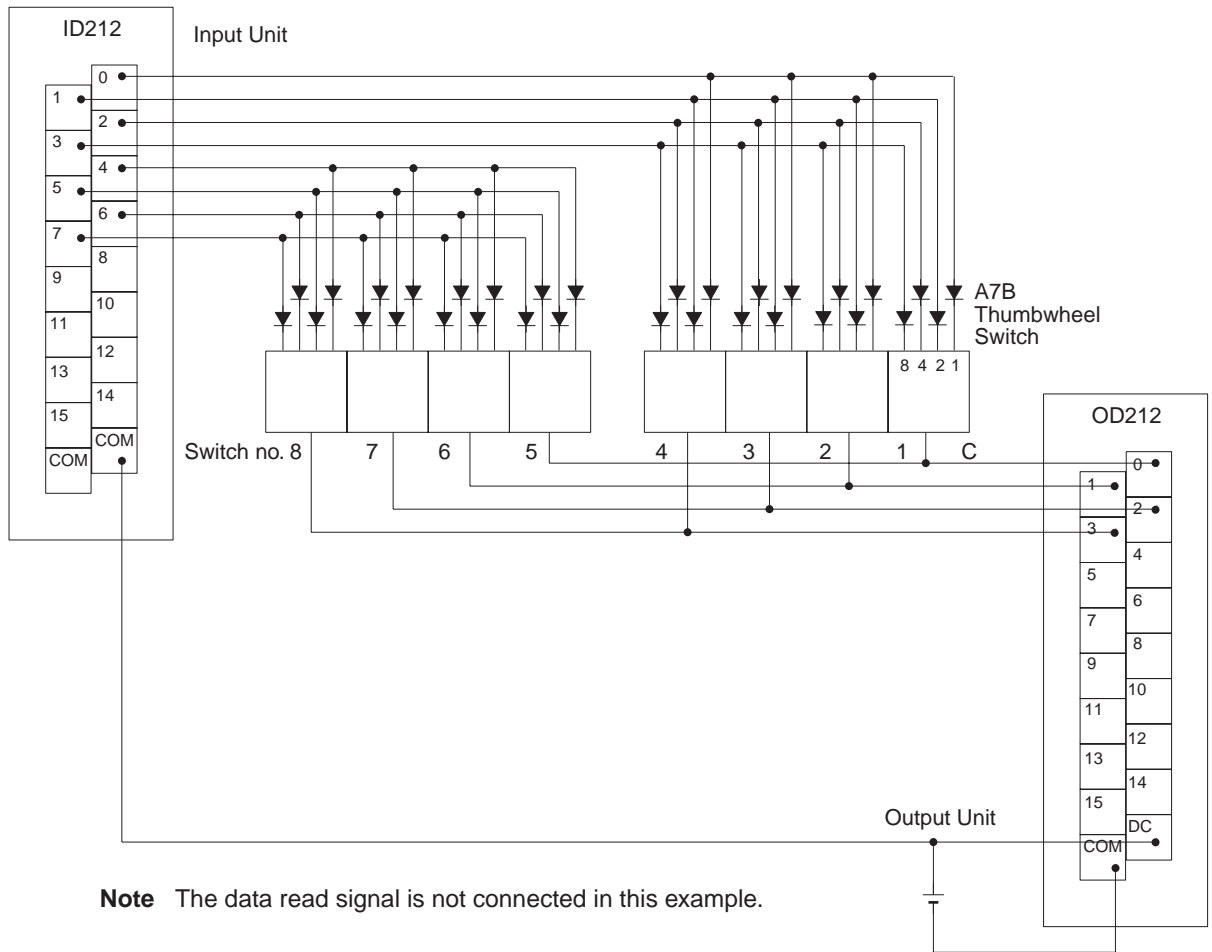 ID212
Input Unit
0
1
2
3
4
5
6
7
8
9
10
11
12
13
14
15
COM
COM
A7B
Thumbwheel
Switch
8 4 2 1
Switch no. 8 7 6 5 4 3 2 1 C
OD212
0
1
2
3
4
5
6
7
8
9
10
11
12
13
14
15
DC
COM
Output Unit
Note The data read signal is not connected in this example.